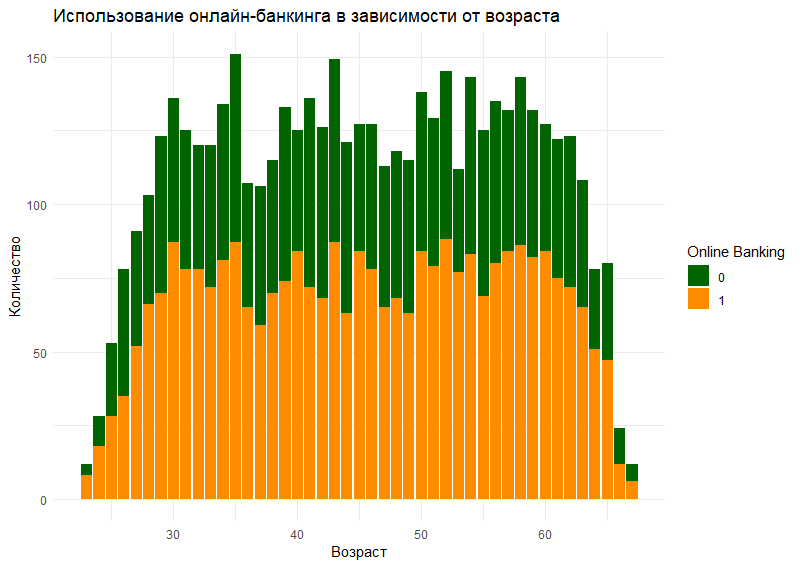 Использование онлайн-банкинга в зависимости от возраста
Количество
150
100
50
0
30 40 50 60
Возраст
Online Banking
0
1